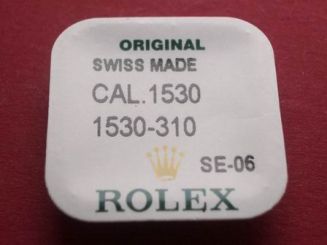 ORIGINAL
SWISS MADE
CAL.1530
1530-310
SE-06
ROLEX